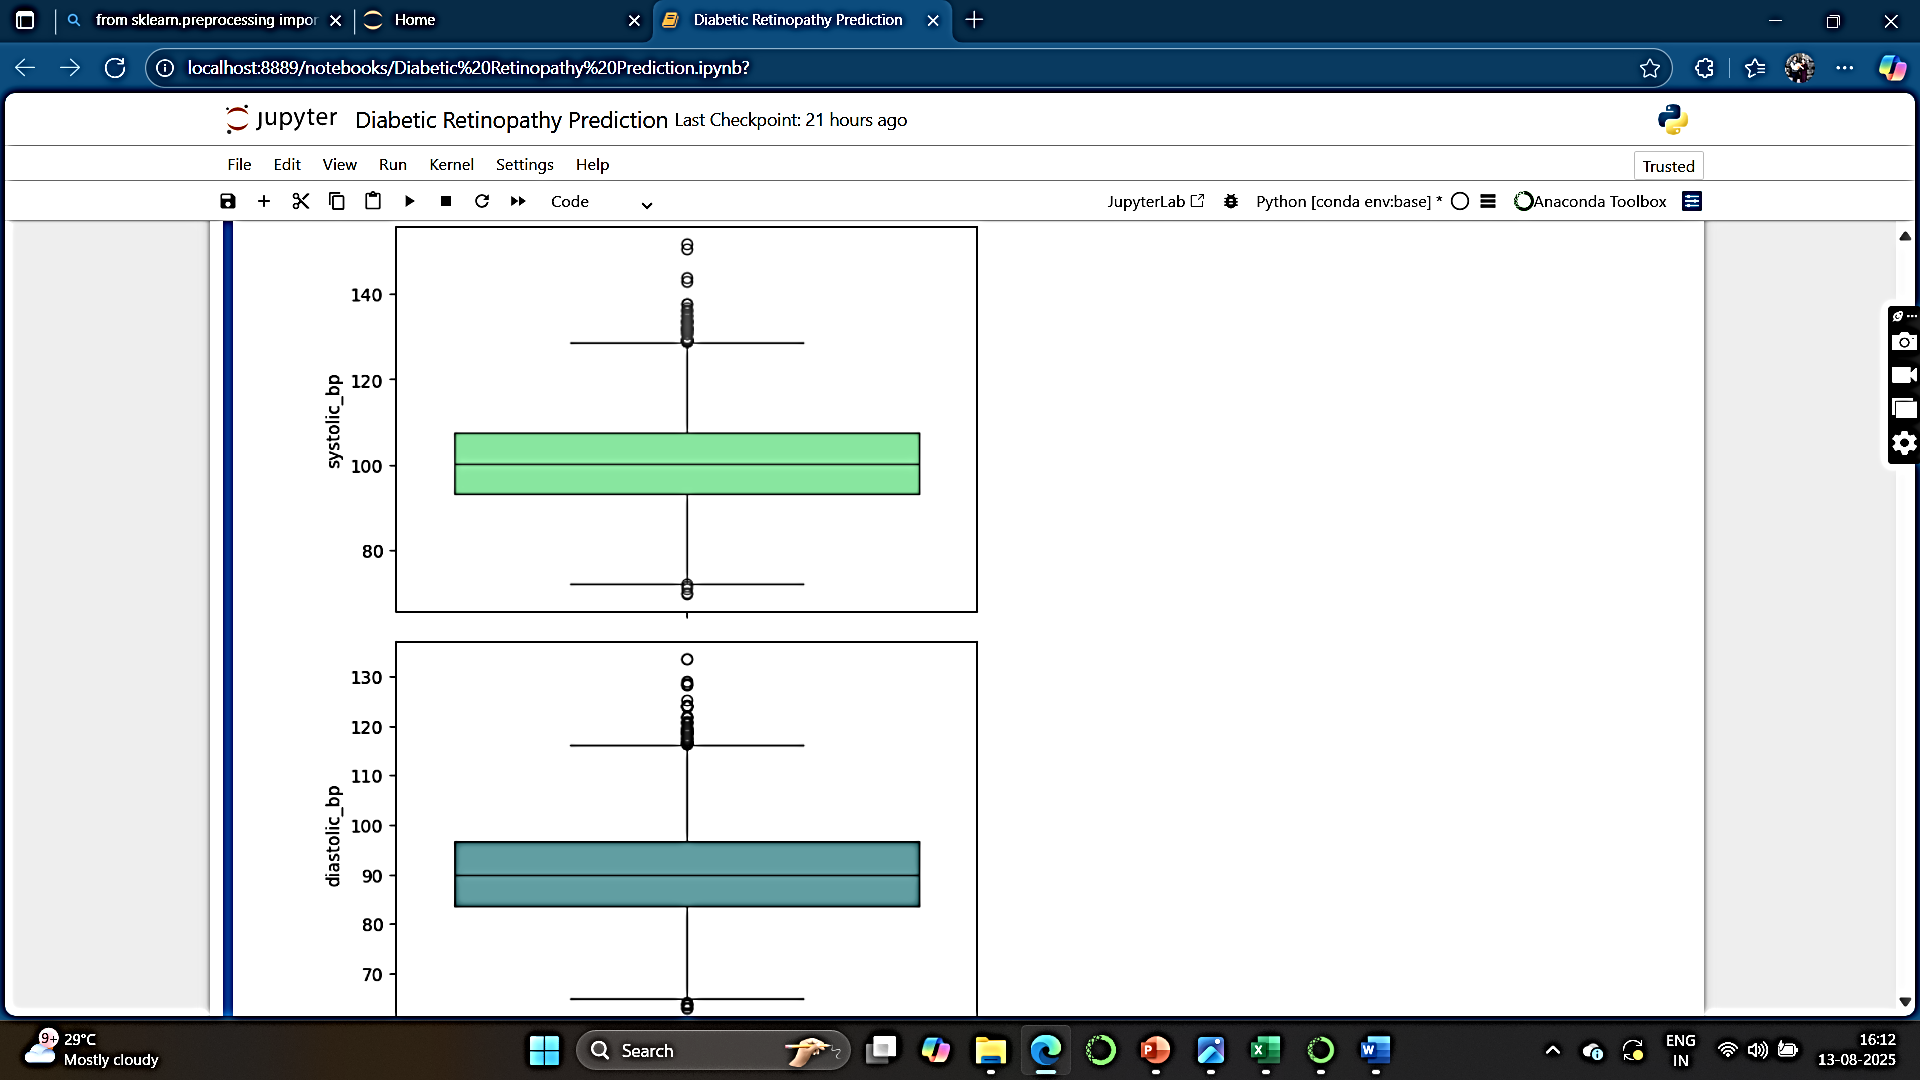 from sklearn.preprocessing impor
Home
Diabetic Retinopathy Prediction
localhost:8889/notebooks/Diabetic%20Retinopathy%20Prediction.ipynb?
jupyter Diabetic Retinopathy Prediction Last Checkpoint: 21 hours ago
File Edit View Run Kernel Settings Help
Trusted
Code
JupyterLab
Python [conda env:base] *
Anaconda Toolbox
systolic_bp
140
120
100
80
diastolic_bp
130
120
110
100
90
80
70
9+
29°C
Mostly cloudy
Search
ENG
IN
16:12
13-08-2025